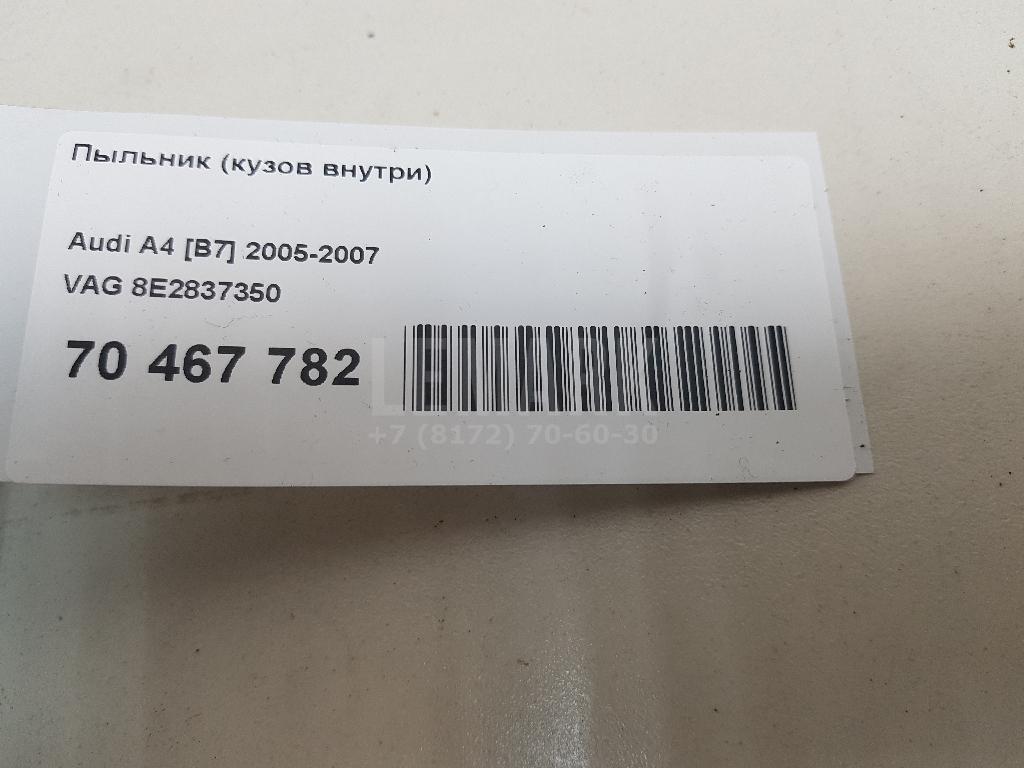 Пыльник (кузов внутри)
Audi A4 [B7] 2005-2007
VAG 8E2837350
70 467 782
+7 (8172) 70-60-30